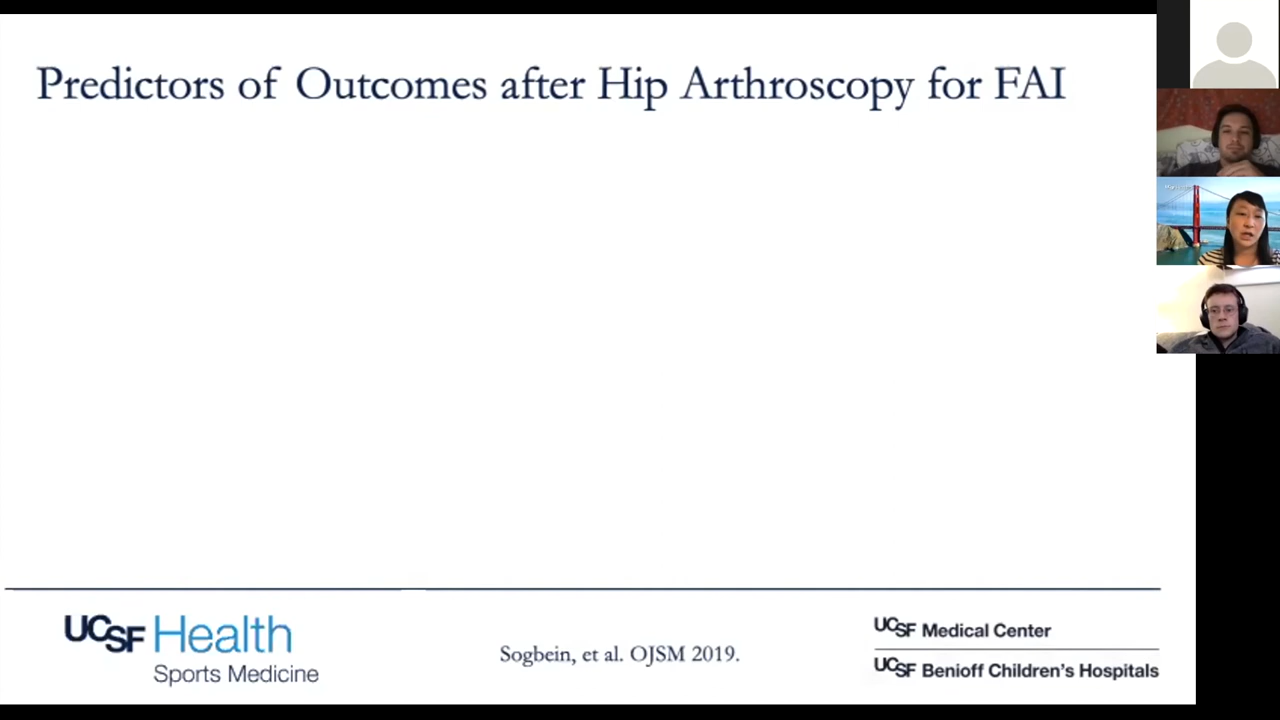 Predictors of Outcomes after Hip Arthroscopy for FAI
UCSF Health
Sports Medicine
Sogbein, et al. OJSM 2019.
UCSF Medical Center
UCSF Benioff Children's Hospitals